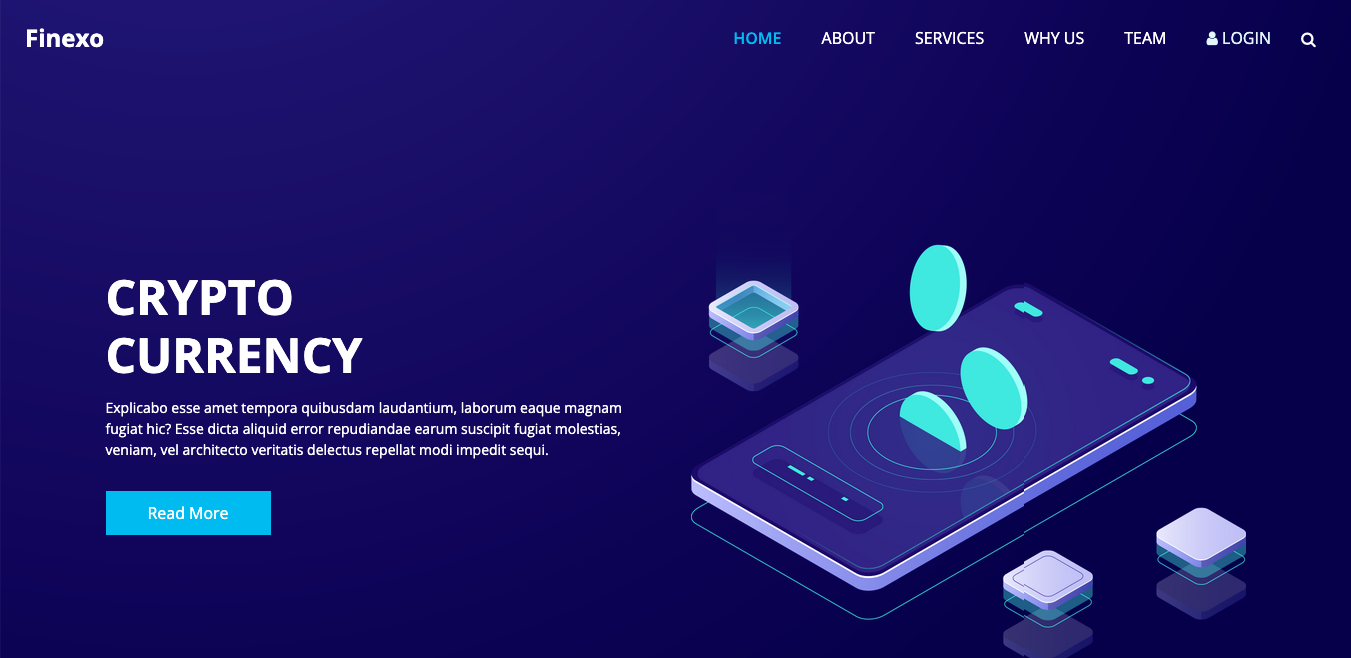 Finexo
HOME ABOUT SERVICES WHY US TEAM LOGIN
CRYPTO
CURRENCY
Explicabo esse amet tempora quibusdam laudantium, laborum eaque magnam
fugiat hic? Esse dicta aliquid error repudiandae earum suscipit fugiat molestias,
veniam, vel architecto veritatis delectus repellat modi impedit sequi.
Read More